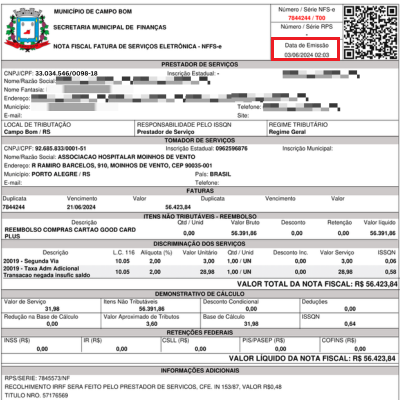 MUNICÍPIO DE CAMPO BOM
SECRETARIA MUNICIPAL DE FINANÇAS
NOTA FISCAL FATURA DE SERVIÇOS ELETRÔNICA - NFFS-e
Número / Série NFS-e
7844244 / T00
Número / Série RPS
-
Data de Emissão
03/06/2024 02:03
PRESTADOR DE SERVIÇOS
CNPJ/CPF: 33.034.546/0098-18 Inscrição Estadual: -
Nome/Razão Social:
Nome Fantasia:
Endereço:
Município: Telefone:
E-mail: Site:
LOCAL DE TRIBUTAÇÃO RESPONSABILIDADE PELO ISSQN REGIME TRIBUTÁRIO
Campo Bom / RS Prestador de Serviço Regime Geral
TOMADOR DE SERVIÇOS
CNPJ/CPF: 92.685.833/0001-51 Inscrição Estadual: 0962596876 Inscrição Municipal:
Nome/Razão Social: ASSOCIACAO HOSPITALAR MOINHOS DE VENTO
Endereço: R RAMIRO BARCELOS, 910, MOINHOS DE VENTO, CEP 90035-001
Município: PORTO ALEGRE / RS País: BRASIL
E-mail: Telefone:
FATURAS
Duplicata Vencimento Valor Duplicata Vencimento Valor
7844244 21/06/2024 56.423,84
ITENS NÃO TRIBUTÁVEIS - REEMBOLSO
Descrição Qtd / Unid Valor Bruto Desconto Retenção Valor líquido
REEMBOLSO COMPRAS CARTAO GOOD CARD PLUS 0,00 56.391,86 0,00 0,00 56.391,86
DISCRIMINAÇÃO DOS SERVIÇOS
Descrição L.C. 116 Alíquota (%) Valor Unitário Qtd / Unid Desconto Inc. Valor Serviço ISSQN
20019 - Segunda Via 10.05 2,00 3,00 1,00 / UN 0,00 3,00 0,06
20019 - Taxa Adm Adicional Transacao negada insufic saldo 10.05 2,00 28,98 1,00 / UN 0,00 28,98 0,58
VALOR TOTAL DA NOTA FISCAL: R$ 56.423,84
DEMONSTRATIVO DE CÁLCULO
Valor de Serviço Itens Não Tributáveis Desconto Condicional Deduções
31,98 56.391,86 0,00 0,00
Redução na Base de Cálculo Valor Aproximado de Tributos Base de Cálculo ISSQN
0,00 3,60 31,98 0,64
RETENÇÕES FEDERAIS
INSS (R$) IR (R$) CSLL (R$) PIS/PASEP (R$) COFINS (R$)
0,00 0,00 0,00 0,00 0,00
VALOR LÍQUIDO DA NOTA FISCAL: R$ 56.423,84
INFORMAÇÕES ADICIONAIS
RPS/SERIE: 7845573/NF
RECOLHIMENTO IRRF SERA FEITO PELO PRESTADOR DE SERVICOS, CFE. IN 153/87, VALOR R$0,48
TITULO NRO. 57176569